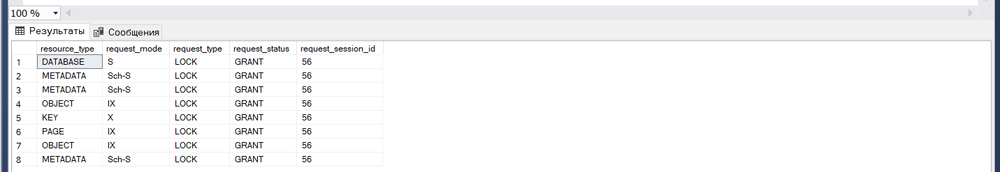 100 %
Результаты Сообщения
resource_type request_mode request_type request_status request_session_id
1 DATABASE S LOCK GRANT 56
2 METADATA Sch-S LOCK GRANT 56
3 METADATA Sch-S LOCK GRANT 56
4 OBJECT IX LOCK GRANT 56
5 KEY X LOCK GRANT 56
6 PAGE IX LOCK GRANT 56
7 OBJECT IX LOCK GRANT 56
8 METADATA Sch-S LOCK GRANT 56